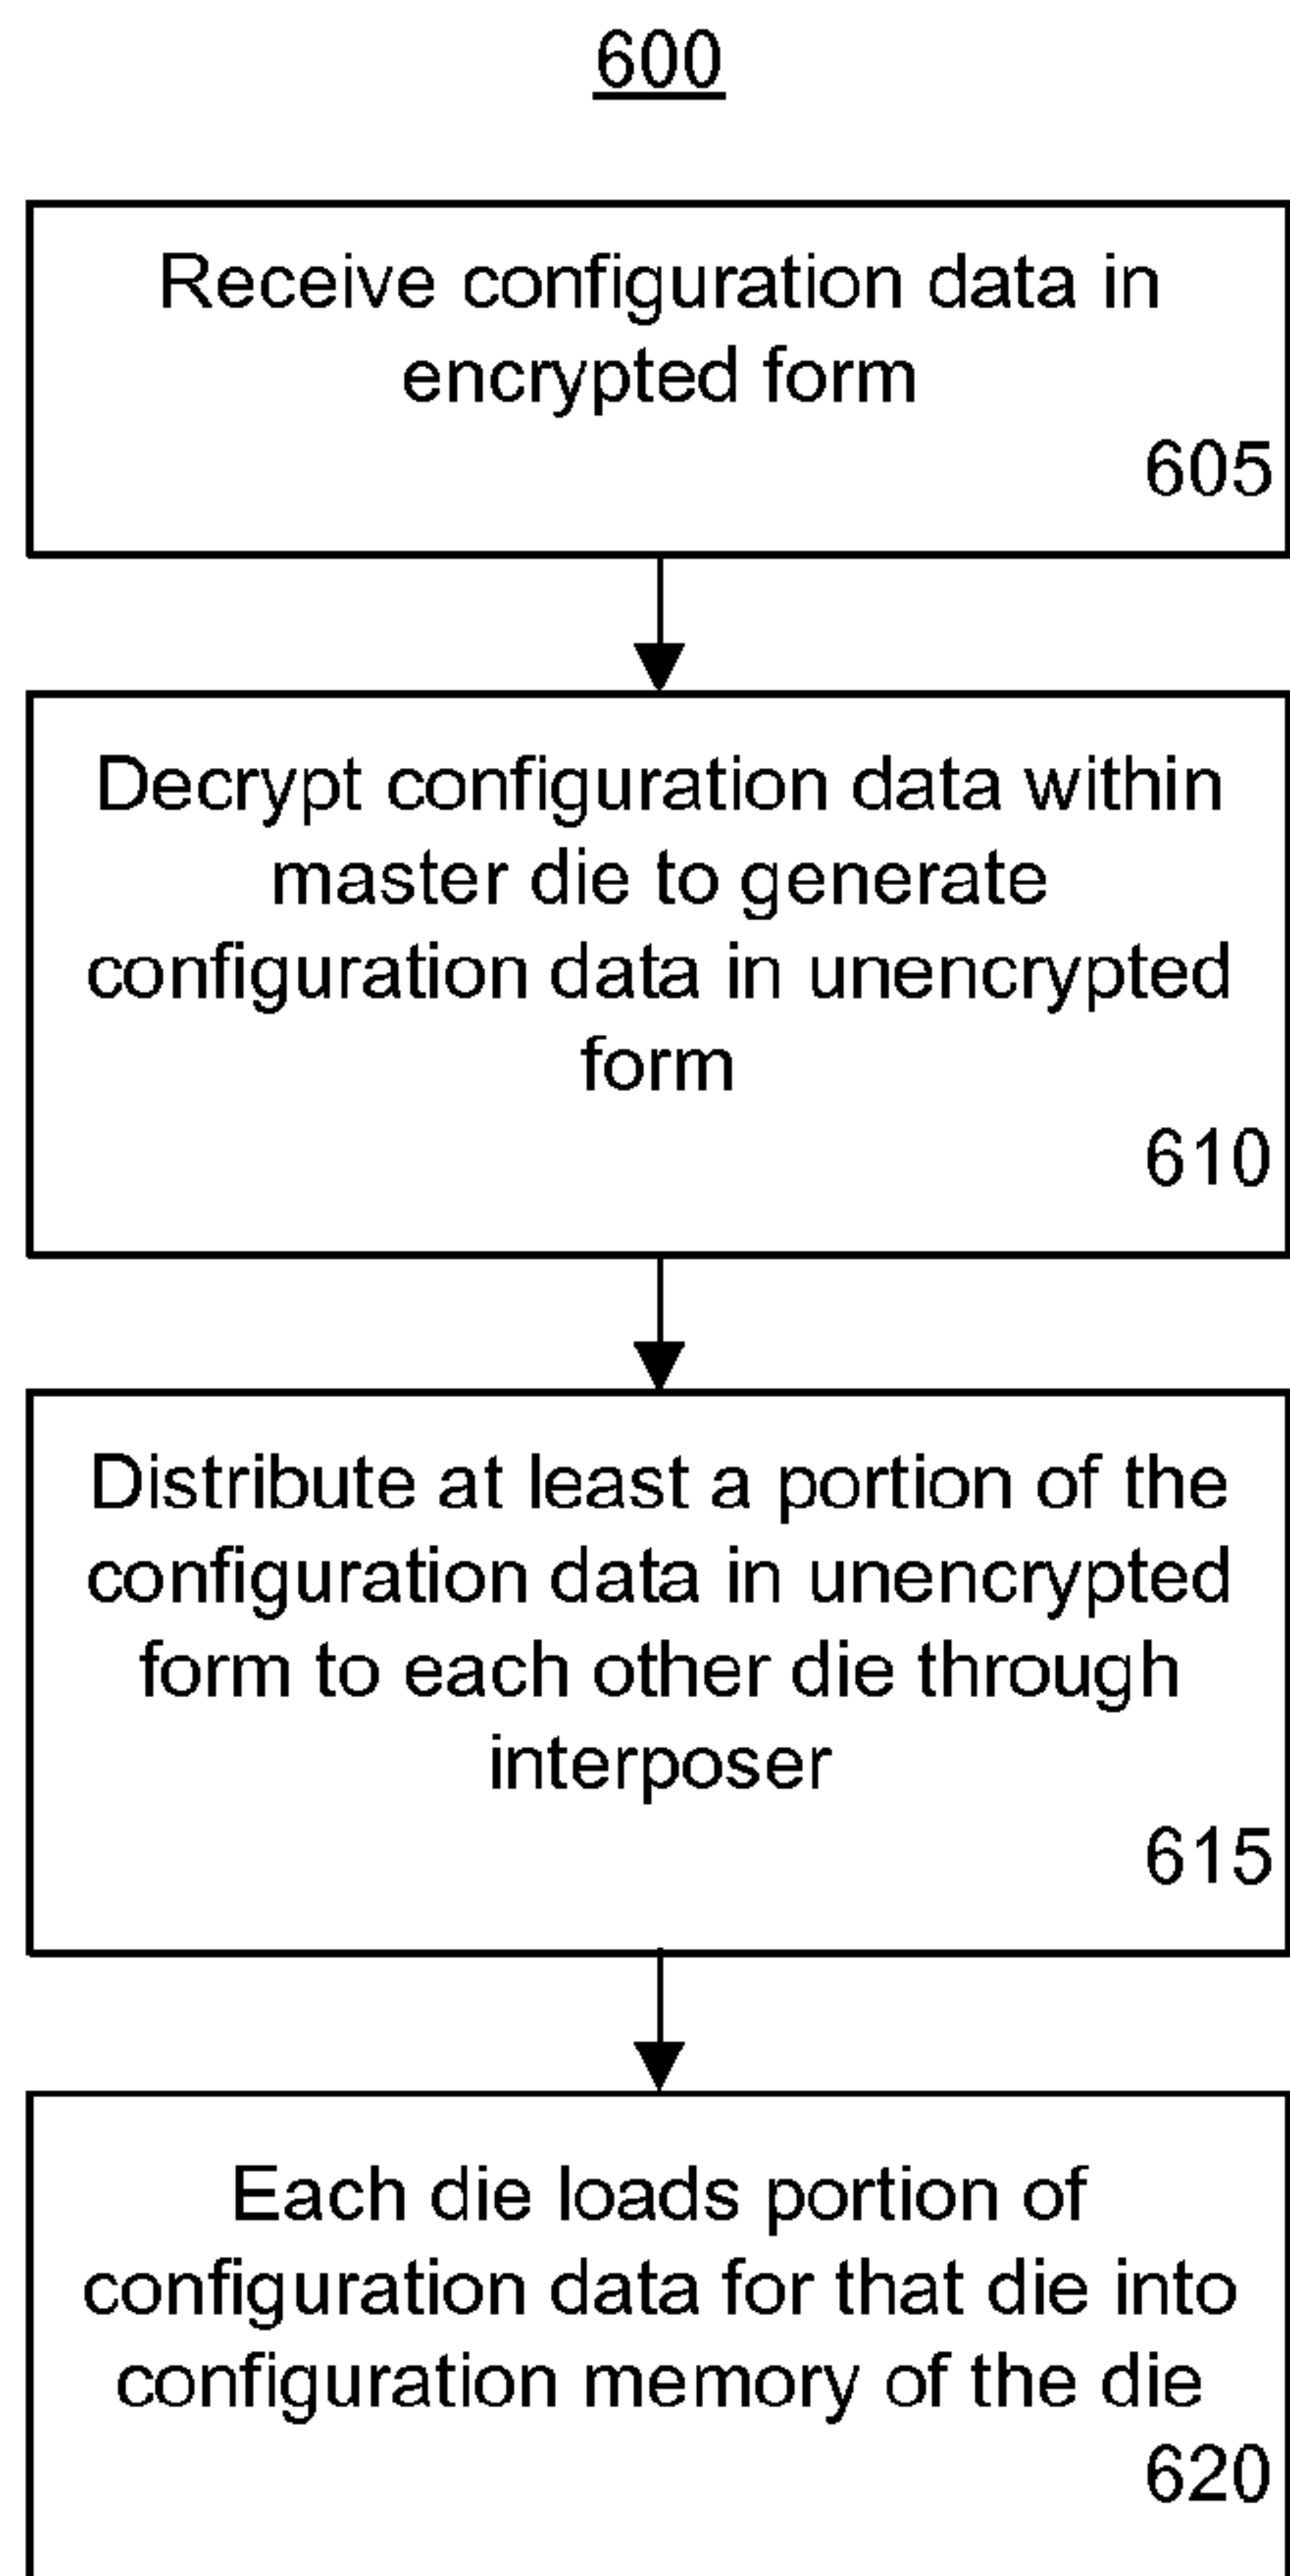 600
Receive configuration data in
encrypted form
605
Decrypt configuration data within
master die to generate
configuration data in unencrypted
form
610
Distribute at least a portion of the
configuration data in unencrypted
form to each other die through
interposer
615
Each die loads portion of
configuration data for that die into
configuration memory of the die
620